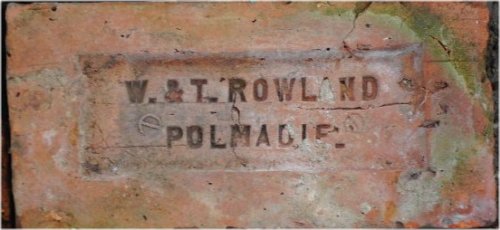 W. & T. ROWLAND
POLMADIE.